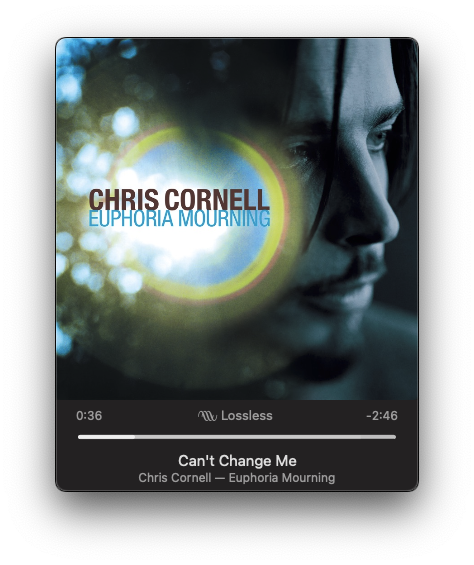 CHRIS CORNELL
EUPHORIA MOURNING
0:36 Lossless -2:46
Can't Change Me
Chris Cornell — Euphoria Mourning